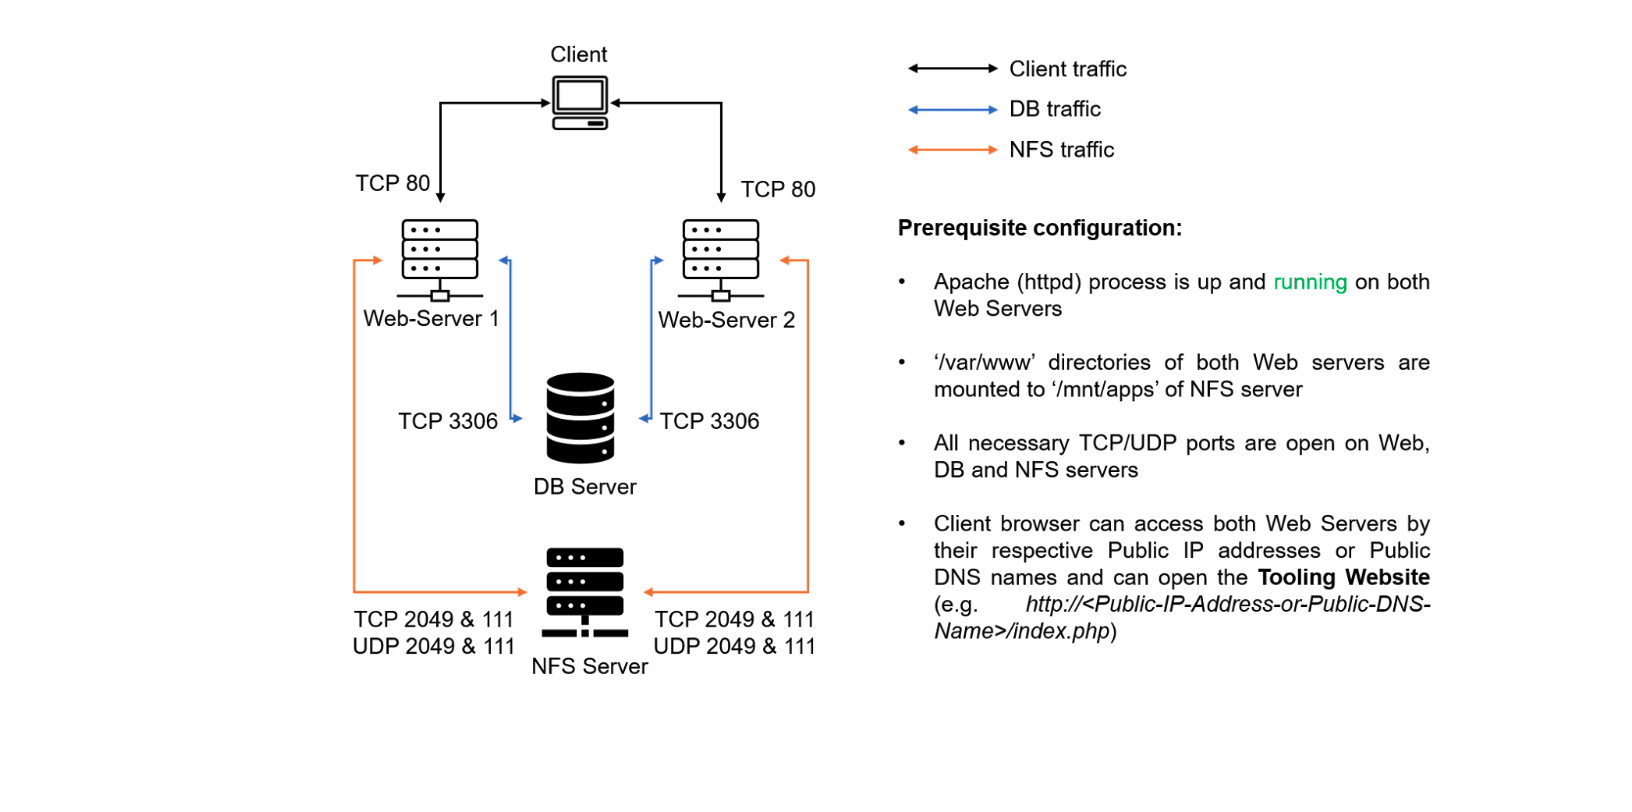 Client
TCP 80
TCP 80
Web-Server 1
Web-Server 2
TCP 3306
TCP 3306
DB Server
TCP 2049 & 111
UDP 2049 & 111
TCP 2049 & 111
UDP 2049 & 111
NFS Server
Client traffic
DB traffic
NFS traffic
Prerequisite configuration:
• Apache (httpd) process is up and running on both
Web Servers
• ‘/var/www’ directories of both Web servers are
mounted to ‘/mnt/apps’ of NFS server
• All necessary TCP/UDP ports are open on Web,
DB and NFS servers
• Client browser can access both Web Servers by
their respective Public IP addresses or Public
DNS names and can open the Tooling Website
(e.g. http://<Public-IP-Address-or-Public-DNS-
Name>/index.php)